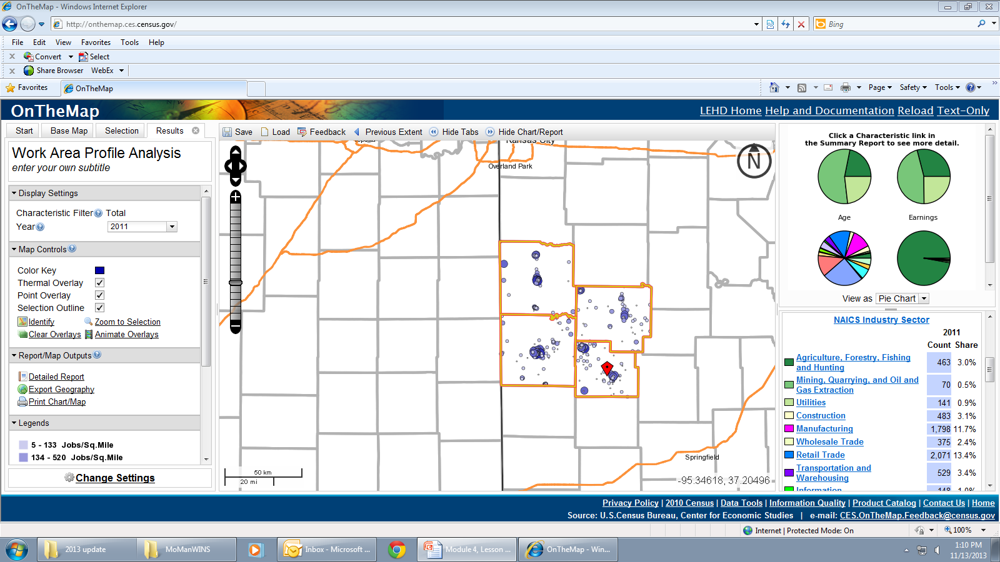 OnTheMap - Windows Internet Explorer
http://onthemap.ces.census.gov/
Bing
File Edit View Favorites Tools Help
Convert Select
Share Browser WebEx
Favorites OnTheMap Page Safety Tools
OnTheMap
LEHD Home Help and Documentation Reload Text-Only
Start Base Map Selection Results
Save Load Feedback Previous Extent Hide Tabs Hide Chart/Report
Work Area Profile Analysis
enter your own subtitle
Display Settings
Characteristic Filter Total
Year 2011
Map Controls
Color Key
Thermal Overlay
Point Overlay
Selection Outline
Identify Zoom to Selection
Clear Overlays Animate Overlays
Report/Map Outputs
Detailed Report
Export Geography
Print Chart/Map
Legends
5 - 133 Jobs/Sq.Mile
134 - 520 Jobs/Sq.Mile
Change Settings
Kansas City
Overland Park
N
Springfield
50 km
20 mi
-95.34618, 37.20496
Click a Characteristic link in
the Summary Report to see more detail.
Age Earnings
View as Pie Chart
NAICS Industry Sector
2011
Count Share
Agriculture, Forestry, Fishing
and Hunting 463 3.0%
Mining, Quarrying, and Oil and
Gas Extraction 70 0.5%
Utilities 141 0.9%
Construction 483 3.1%
Manufacturing 1,798 11.7%
Wholesale Trade 375 2.4%
Retail Trade 2,071 13.4%
Transportation and
Warehousing 529 3.4%
Information 148 1.0%
Privacy Policy | 2010 Census | Data Tools | Information Quality | Product Catalog | Contact Us | Home
Source: U.S.Census Bureau, Center for Economic Studies | e-mail: CES.OnTheMap.Feedback@census.gov
Internet | Protected Mode: On 100%
2013 update MoManWINS Inbox - Microsoft ... Module 4, Lesson ... OnTheMap - Win...
1:10 PM
11/13/2013